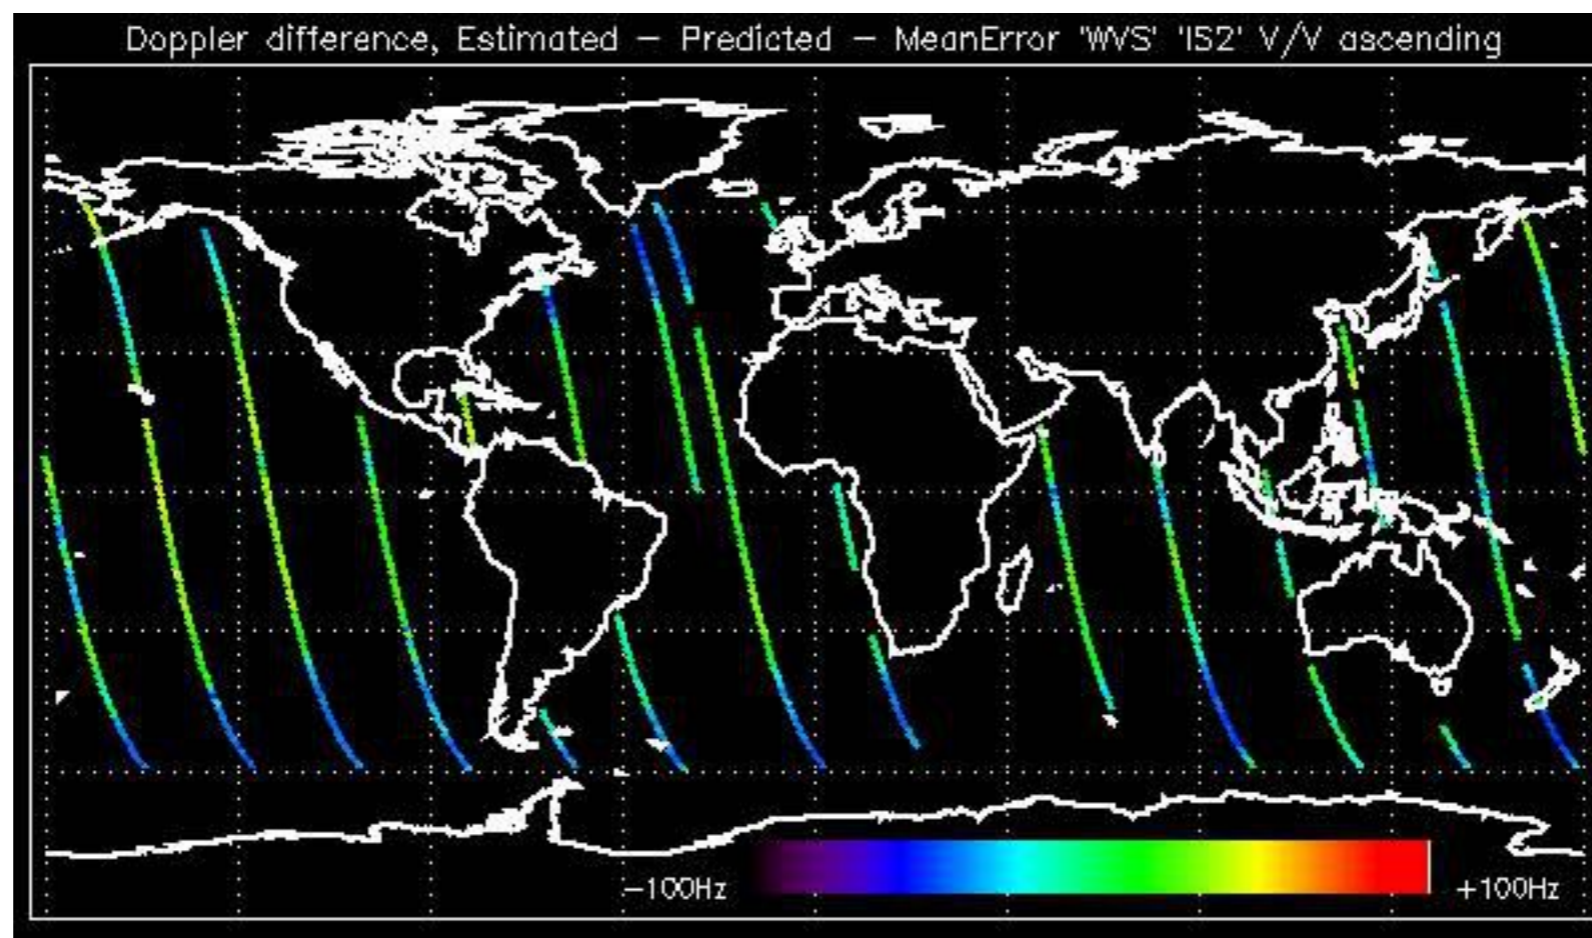 Doppler difference, Estimated – Predicted – MeanError 'WVS' 'IS2' V/V ascending
−100Hz
+100Hz